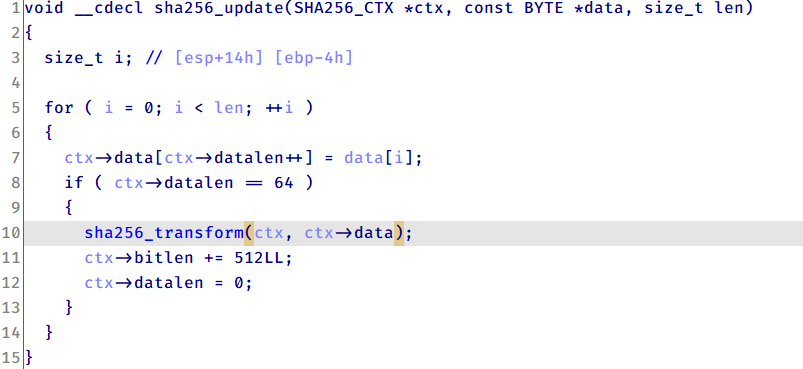 1 void __cdecl sha256_update(SHA256_CTX *ctx, const BYTE *data, size_t len)
2 {
3   size_t i; // [esp+14h] [ebp-4h]
4
5   for ( i = 0; i < len; ++i )
6   {
7     ctx->data[ctx->datalen++] = data[i];
8     if ( ctx->datalen == 64 )
9     {
10       sha256_transform(ctx, ctx->data);
11       ctx->bitlen += 512LL;
12       ctx->datalen = 0;
13     }
14   }
15 }